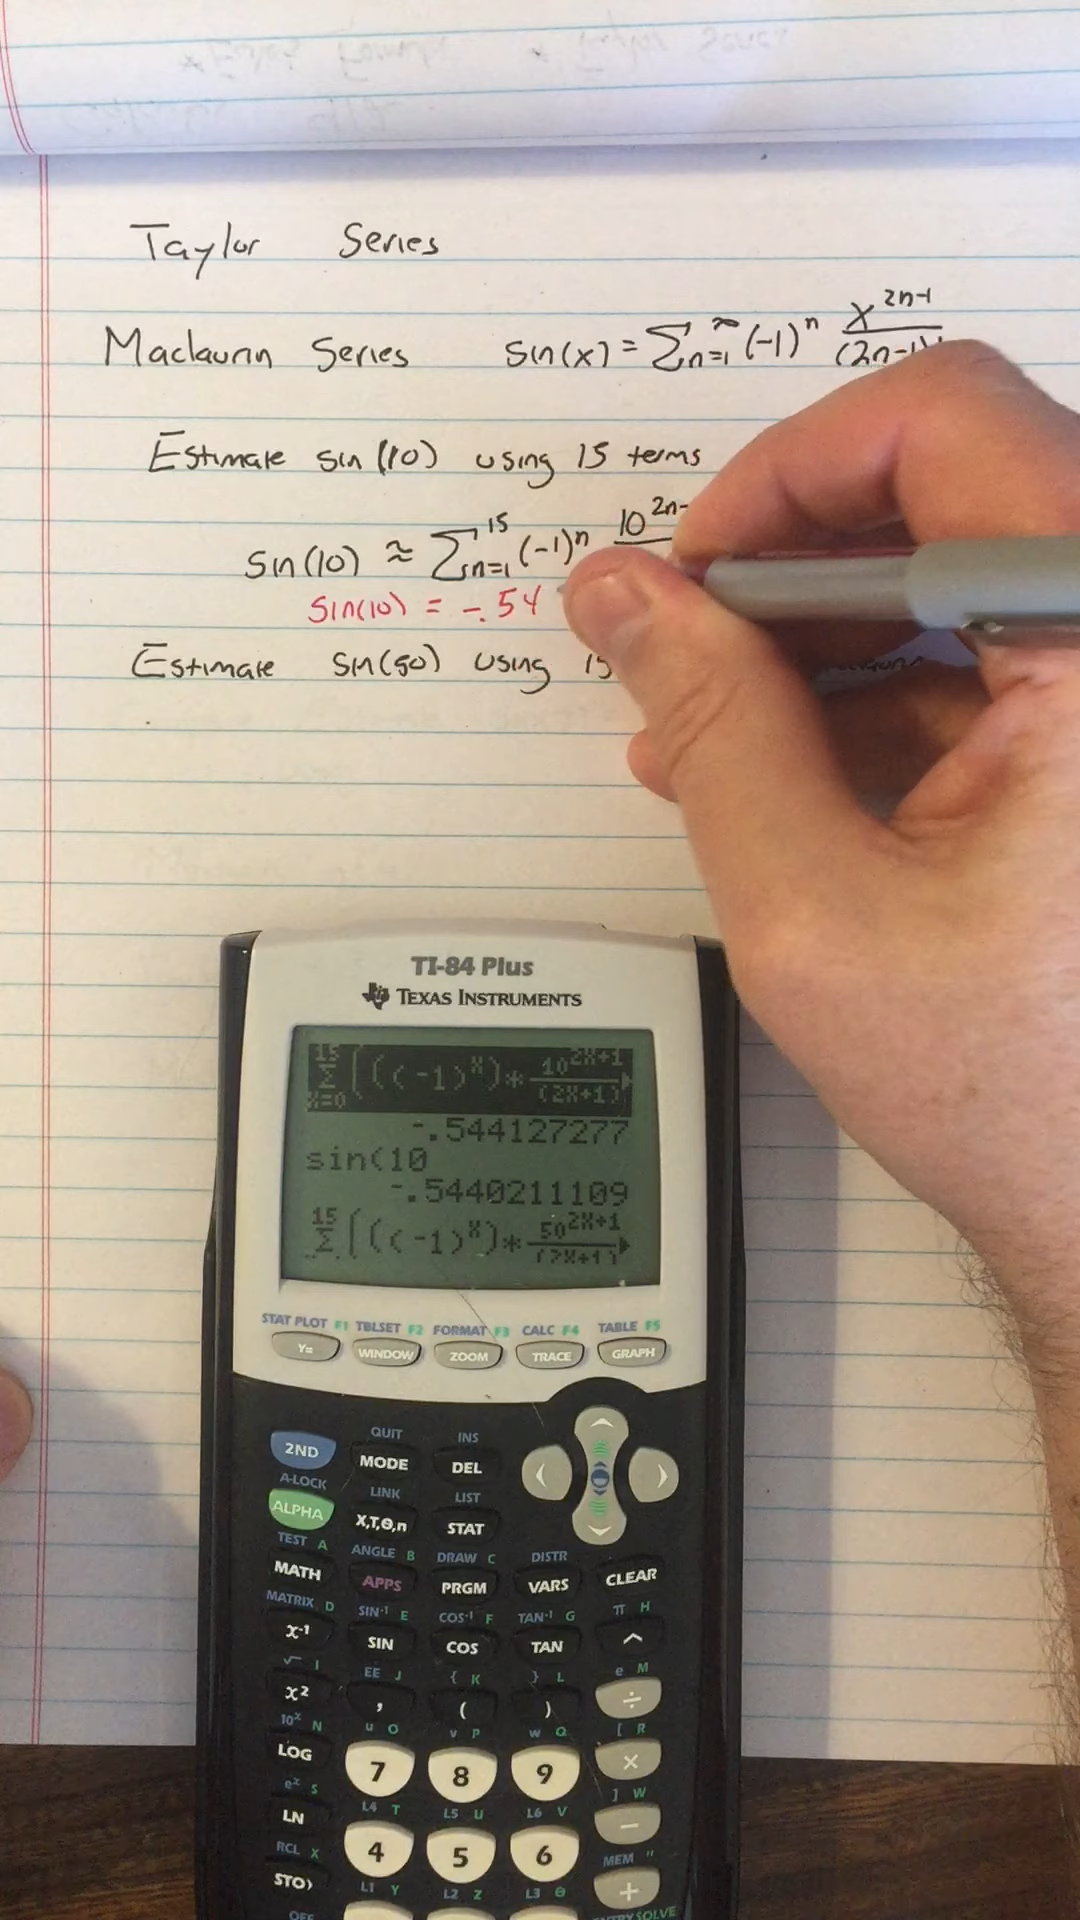 Taylor Series
Maclaurin Series sin(x) = Σn=1 ∞ (-1)^n x^2n-1 / (2n-1)!
Estimate sin(10) using 15 terms
sin(10) ≈ Σn=1 15 (-1)^n 10^2n-
sin(10) = -.54
Estimate sin(50) using 15
TI-84 Plus
TEXAS INSTRUMENTS
15 Σ X=0 (((-1)^X)* 10^2X+1 / (2X+1)
-.544127277
sin(10
-.5440211109
15 Σ (((-1)^X)* 50^2X+1 / (2X+1)
STAT PLOT F1 TBLSET F2 FORMAT F3 CALC F4 TABLE F5
Y= WINDOW ZOOM TRACE GRAPH
QUIT INS
2ND MODE DEL
A-LOCK LINK LIST
ALPHA X,T,Θ,n STAT
TEST A ANGLE B DRAW C DISTR
MATH APPS PRGM VARS CLEAR
MATRIX D SIN-1 E COS-1 F TAN-1 G π H
x-1 SIN COS TAN ^
√ I EE J { K } L e M
x2 , ( ) ÷
10x N u O v P w Q [ R
LOG 7 8 9 ×
ex S L4 T L5 U L6 V ] W
LN 4 5 6 −
RCL X L1 Y L2 Z L3 θ MEM "
STO› +
OFF ENTRY SOLVE